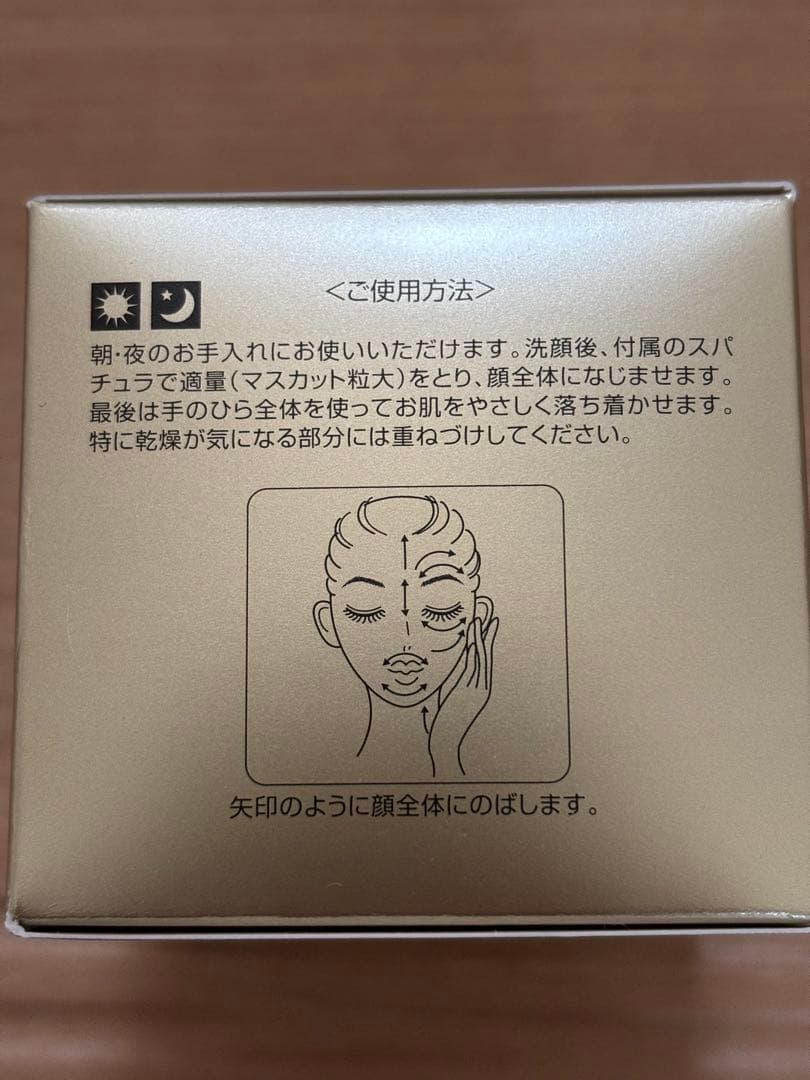 <ご使用方法>
朝・夜のお手入れにお使いいただけます。洗顔後、付属のスパ
チュラで適量(マスカット粒大)をとり、顔全体になじませます。
最後は手のひら全体を使ってお肌をやさしく落ち着かせます。
特に乾燥が気になる部分には重ねづけしてください。
矢印のように顔全体にのばします。